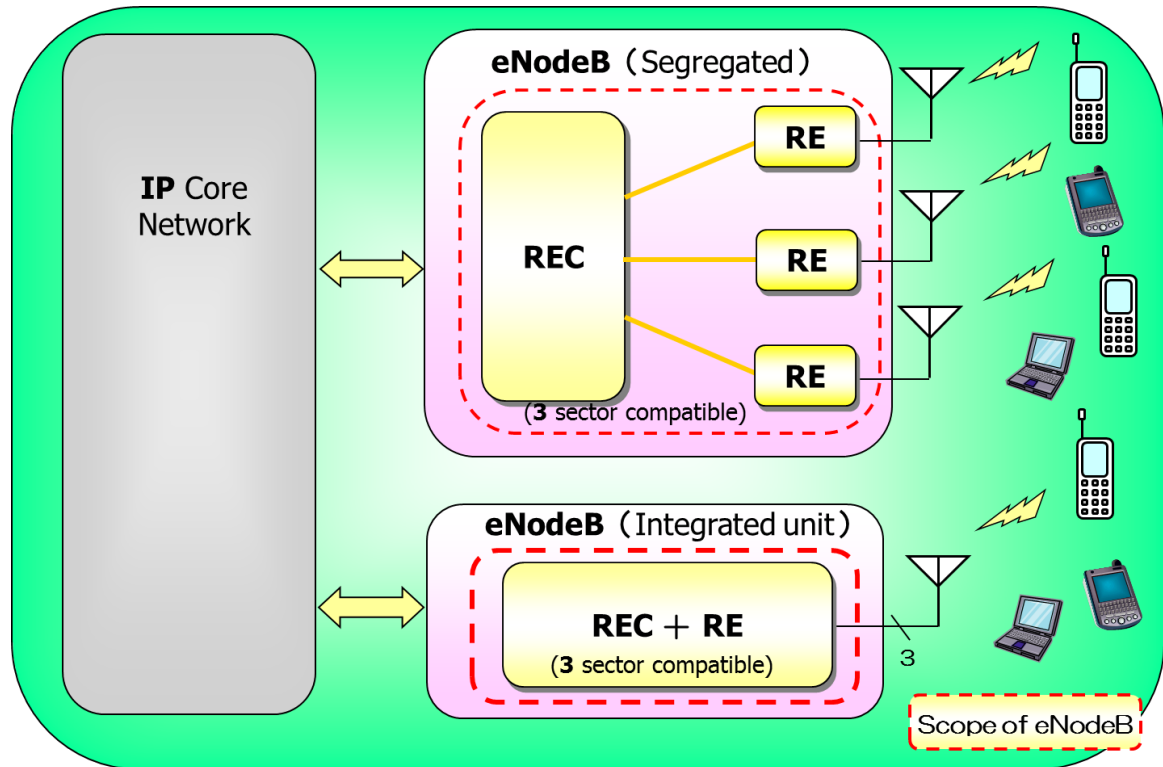 IP Core
Network
eNodeB（Segregated）
REC
RE
RE
RE
(3 sector compatible)
eNodeB（Integrated unit）
REC＋RE
(3 sector compatible)
3
Scope of eNodeB